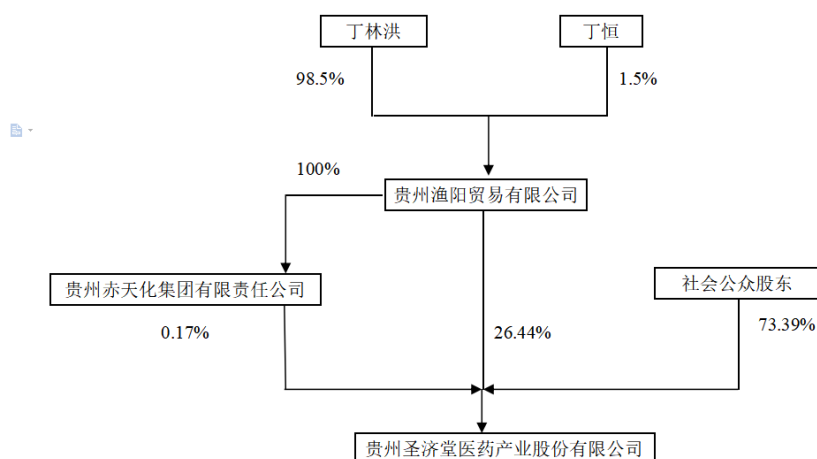 丁林洪
丁恒
98.5%
1.5%
100%
贵州渔阳贸易有限公司
贵州赤天化集团有限责任公司
社会公众股东
0.17%
26.44%
73.39%
贵州圣济堂医药产业股份有限公司